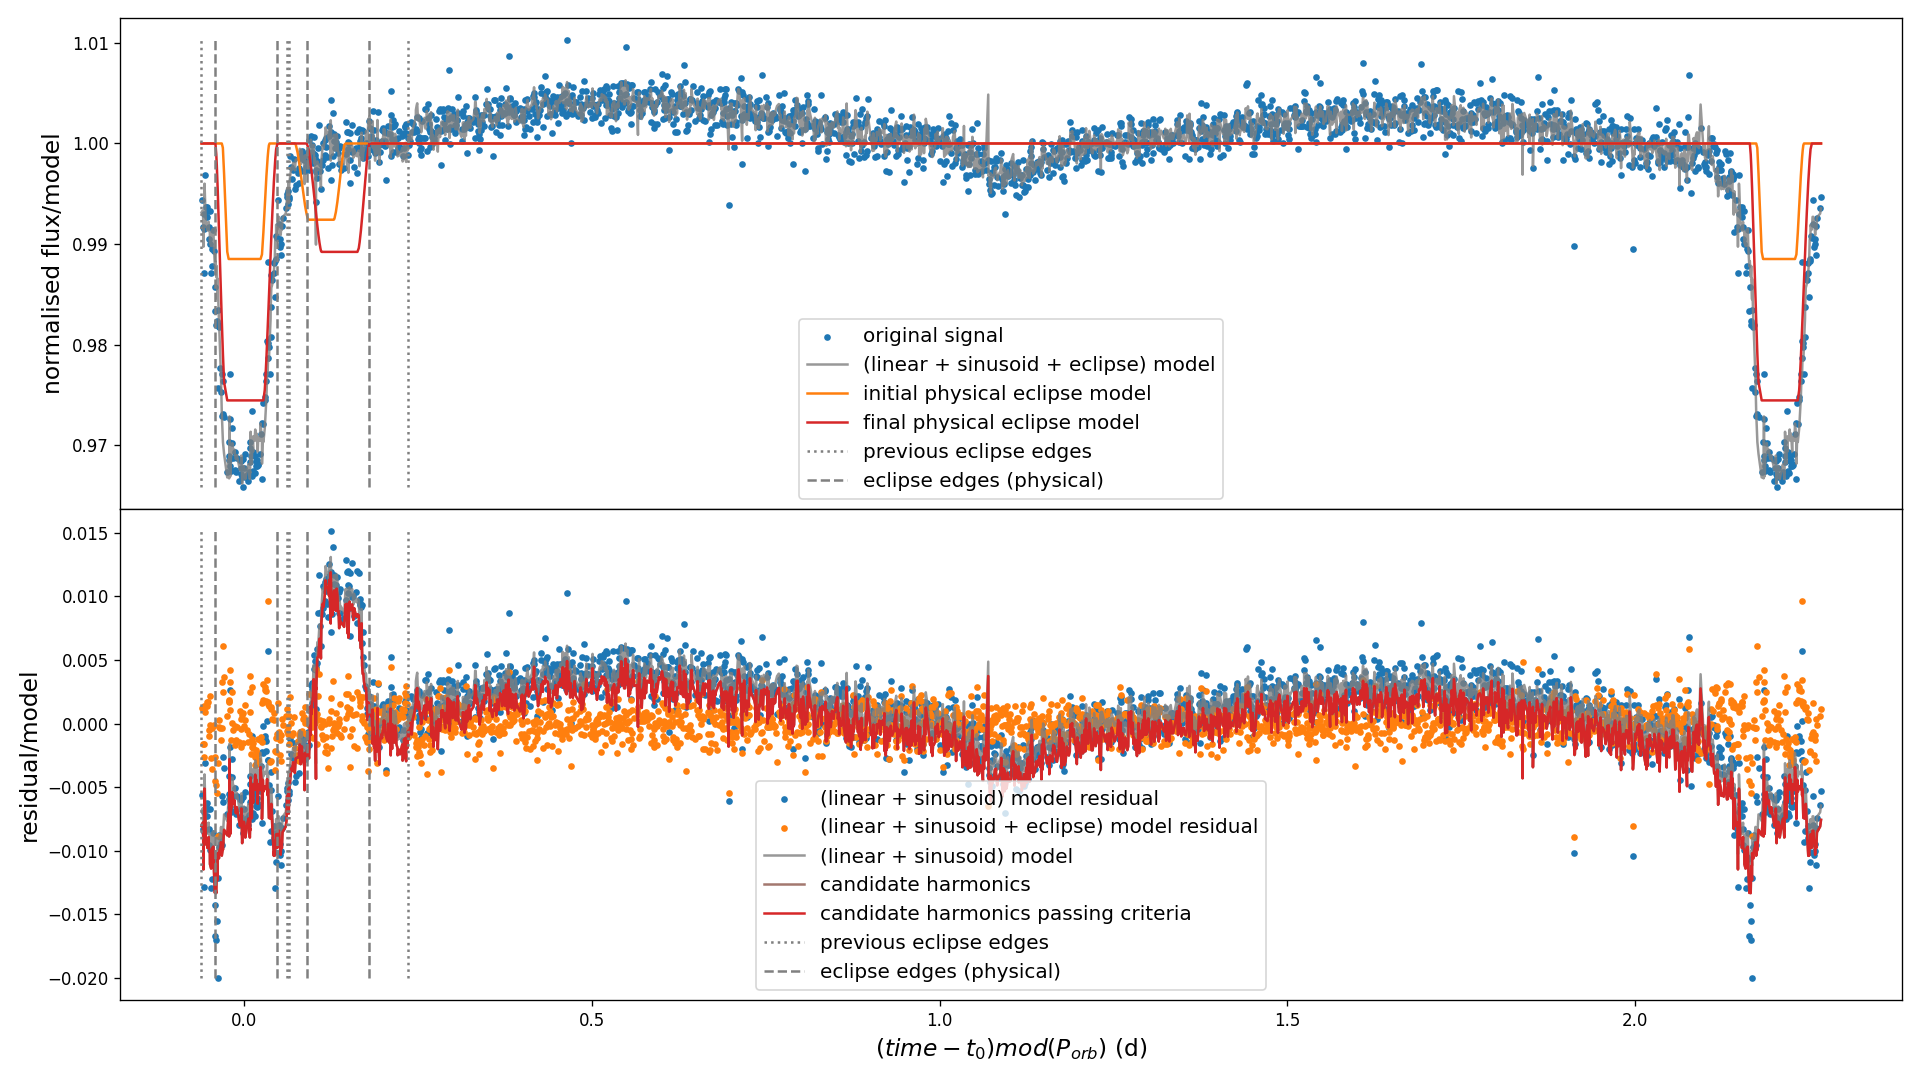 1.01
1.00
0.99
0.98
0.97
normalised flux/model
original signal
(linear + sinusoid + eclipse) model
initial physical eclipse model
final physical eclipse model
previous eclipse edges
eclipse edges (physical)
0.015
0.010
0.005
0.000
−0.005
−0.010
−0.015
−0.020
residual/model
(linear + sinusoid) model residual
(linear + sinusoid + eclipse) model residual
(linear + sinusoid) model
candidate harmonics
candidate harmonics passing criteria
previous eclipse edges
eclipse edges (physical)
0.0 0.5 1.0 1.5 2.0
(time − t₀)mod(P_orb) (d)